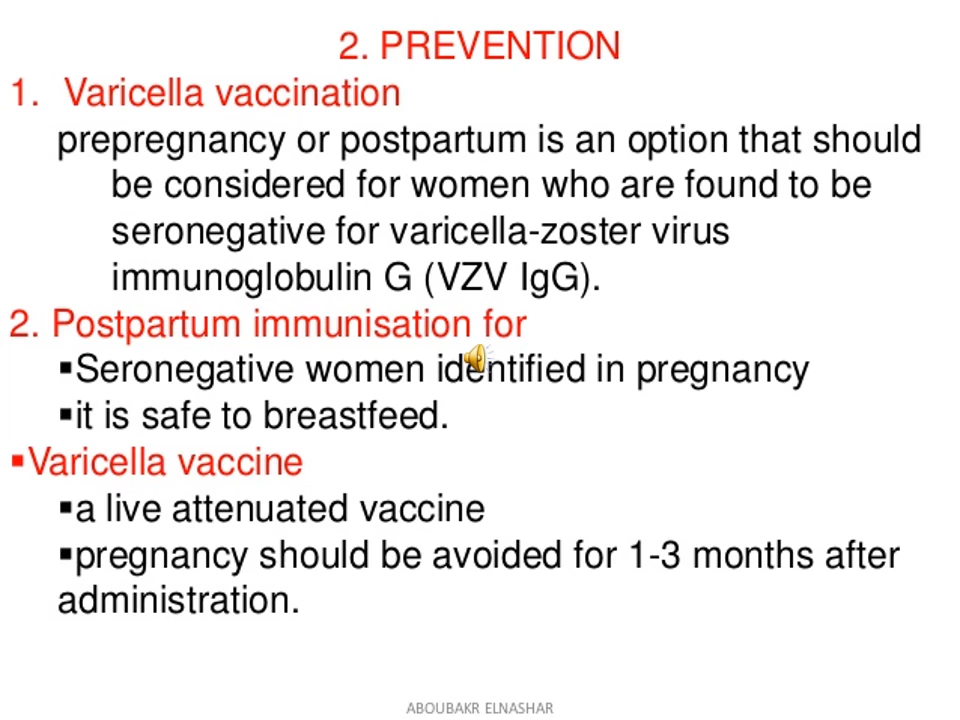 2. PREVENTION
1. Varicella vaccination
prepregnancy or postpartum is an option that should
be considered for women who are found to be
seronegative for varicella-zoster virus
immunoglobulin G (VZV IgG).
2. Postpartum immunisation for
▪Seronegative women identified in pregnancy
▪it is safe to breastfeed.
▪Varicella vaccine
▪a live attenuated vaccine
▪pregnancy should be avoided for 1-3 months after
administration.
ABOUBAKR ELNASHAR